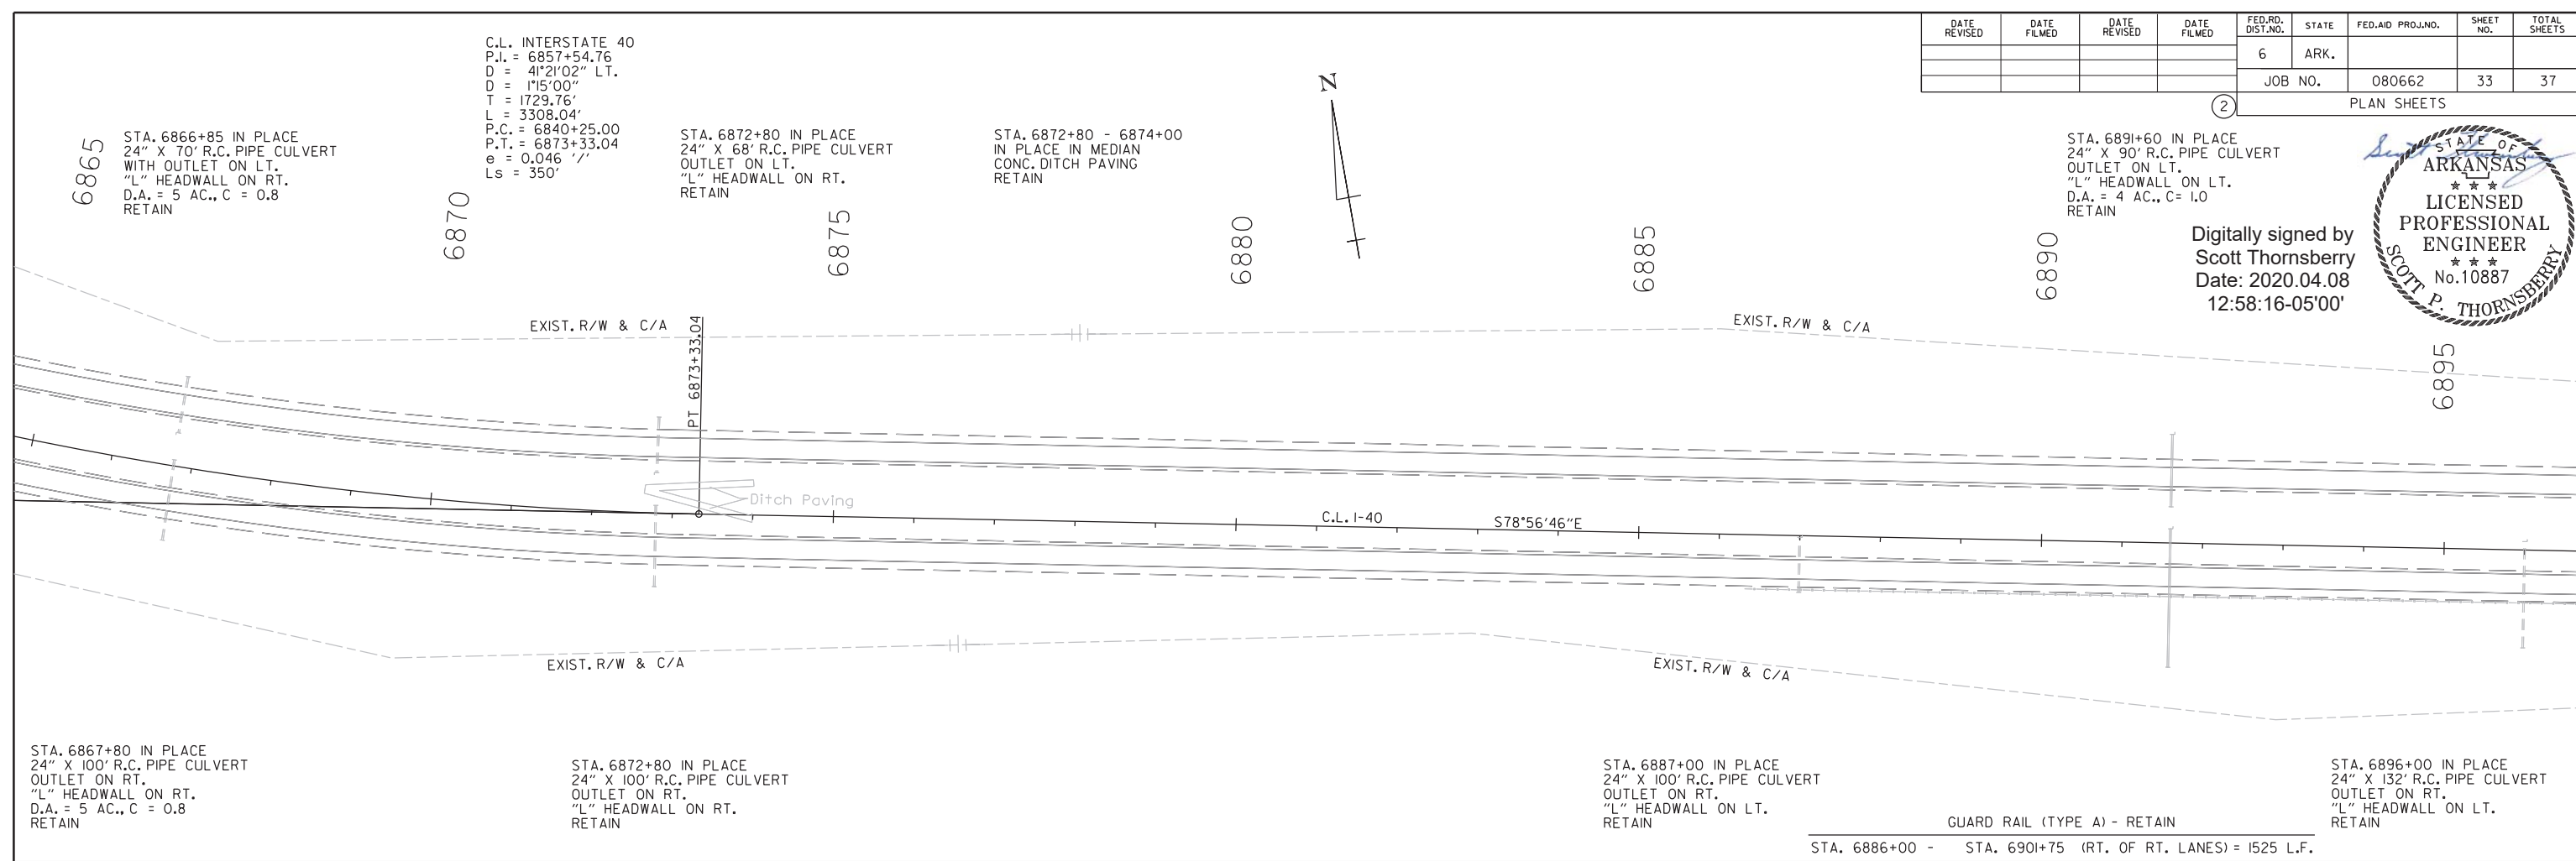 DATE REVISED
DATE FILMED
DATE REVISED
DATE FILMED
FED.RD. DIST.NO.
STATE
FED.AID PROJ.NO.
SHEET NO.
TOTAL SHEETS
6
ARK.
JOB NO.
080662
33
37
2
PLAN SHEETS
C.L. INTERSTATE 40
P.I. = 6857+54.76
D = 41°21'02" LT.
D = 1°15'00"
T = 1729.76'
L = 3308.04'
P.C. = 6840+25.00
P.T. = 6873+33.04
e = 0.046 '/'
Ls = 350'
STA. 6866+85 IN PLACE
24" X 70' R.C. PIPE CULVERT
WITH OUTLET ON LT.
"L" HEADWALL ON RT.
D.A. = 5 AC., C = 0.8
RETAIN
STA. 6872+80 IN PLACE
24" X 68' R.C. PIPE CULVERT
OUTLET ON LT.
"L" HEADWALL ON RT.
RETAIN
STA. 6872+80 - 6874+00
IN PLACE IN MEDIAN
CONC. DITCH PAVING
RETAIN
N
STA. 6891+60 IN PLACE
24" X 90' R.C. PIPE CULVERT
OUTLET ON LT.
"L" HEADWALL ON LT.
D.A. = 4 AC., C= 1.0
RETAIN
STATE OF
ARKANSAS
★ ★ ★
LICENSED
PROFESSIONAL
ENGINEER
★ ★ ★
No.10887
SCOTT P. THORNSBERRY
Digitally signed by
Scott Thornsberry
Date: 2020.04.08
12:58:16-05'00'
6865
6870
6875
6880
6885
6890
6895
EXIST. R/W & C/A
EXIST. R/W & C/A
PT 6873+33.04
Ditch Paving
C.L. I-40
S78°56'46"E
EXIST. R/W & C/A
EXIST. R/W & C/A
STA. 6867+80 IN PLACE
24" X 100' R.C. PIPE CULVERT
OUTLET ON RT.
"L" HEADWALL ON RT.
D.A. = 5 AC., C = 0.8
RETAIN
STA. 6872+80 IN PLACE
24" X 100' R.C. PIPE CULVERT
OUTLET ON RT.
"L" HEADWALL ON RT.
RETAIN
STA. 6887+00 IN PLACE
24" X 100' R.C. PIPE CULVERT
OUTLET ON RT.
"L" HEADWALL ON LT.
RETAIN
STA. 6896+00 IN PLACE
24" X 132' R.C. PIPE CULVERT
OUTLET ON RT.
"L" HEADWALL ON LT.
RETAIN
GUARD RAIL (TYPE A) - RETAIN
STA. 6886+00 - STA. 6901+75 (RT. OF RT. LANES) = 1525 L.F.